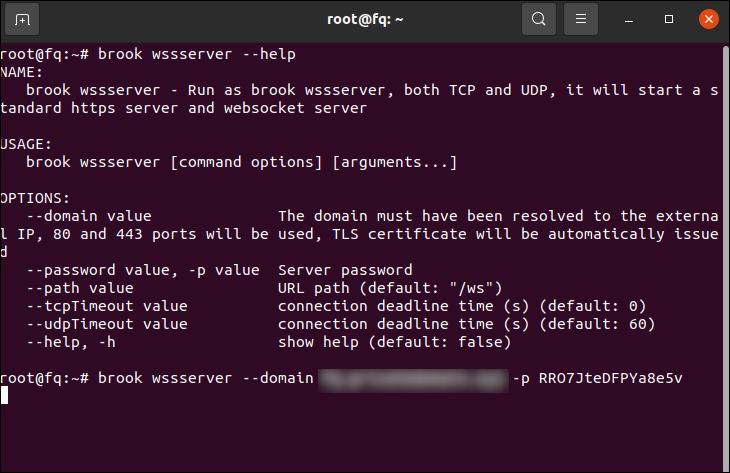 root@fq: ~
root@fq:~# brook wssserver --help
NAME:
   brook wssserver - Run as brook wssserver, both TCP and UDP, it will start a s
tandard https server and websocket server
USAGE:
   brook wssserver [command options] [arguments...]
OPTIONS:
   --domain value               The domain must have been resolved to the externa
l IP, 80 and 443 ports will be used, TLS certificate will be automatically issue
d
   --password value, -p value  Server password
   --path value                 URL path (default: "/ws")
   --tcpTimeout value           connection deadline time (s) (default: 0)
   --udpTimeout value           connection deadline time (s) (default: 60)
   --help, -h                   show help (default: false)
root@fq:~# brook wssserver --domain -p RRO7JteDFPYa8e5v